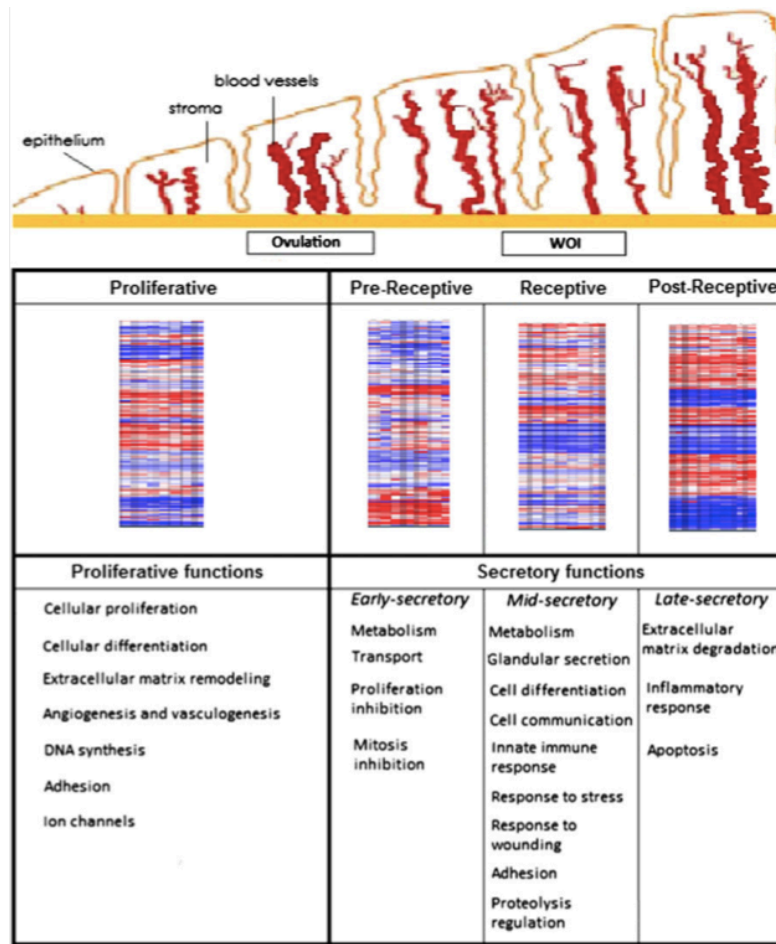 blood vessels
stroma
epithelium
Ovulation
WOI
Proliferative
Pre-Receptive
Receptive
Post-Receptive
Proliferative functions
Secretory functions
Cellular proliferation
Cellular differentiation
Extracellular matrix remodeling
Angiogenesis and vasculogenesis
DNA synthesis
Adhesion
Ion channels
Early-secretory
Metabolism
Transport
Proliferation
inhibition
Mitosis
inhibition
Mid-secretory
Metabolism
Glandular secretion
Cell differentiation
Cell communication
Innate immune
response
Response to stress
Response to
wounding
Adhesion
Proteolysis
regulation
Late-secretory
Extracellular
matrix degradation
Inflammatory
response
Apoptosis